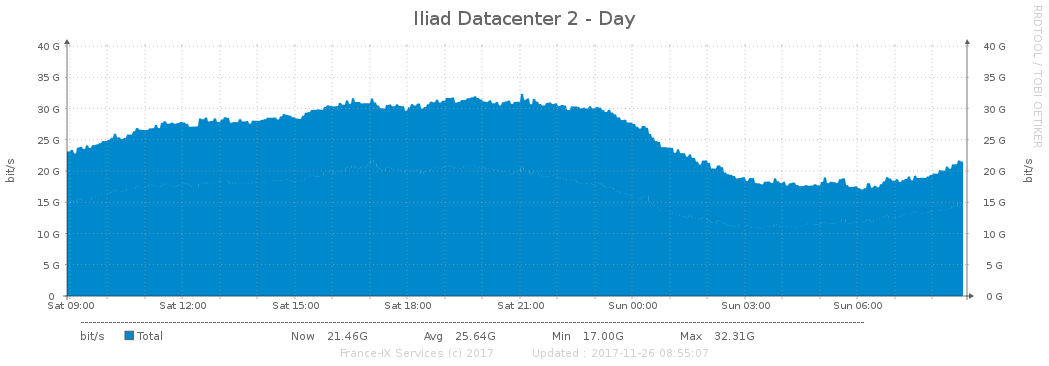 Iliad Datacenter 2 - Day
RRDTOOL / TOBI OETIKER
40 G 40 G
35 G 35 G
30 G 30 G
25 G 25 G
20 G 20 G
15 G 15 G
10 G 10 G
5 G 5 G
0 0 G
bit/s bit/s
Sat 09:00 Sat 12:00 Sat 15:00 Sat 18:00 Sat 21:00 Sun 00:00 Sun 03:00 Sun 06:00
bit/s Total Now 21.46G Avg 25.64G Min 17.00G Max 32.31G
France-IX Services (c) 2017 Updated : 2017-11-26 08:55:07